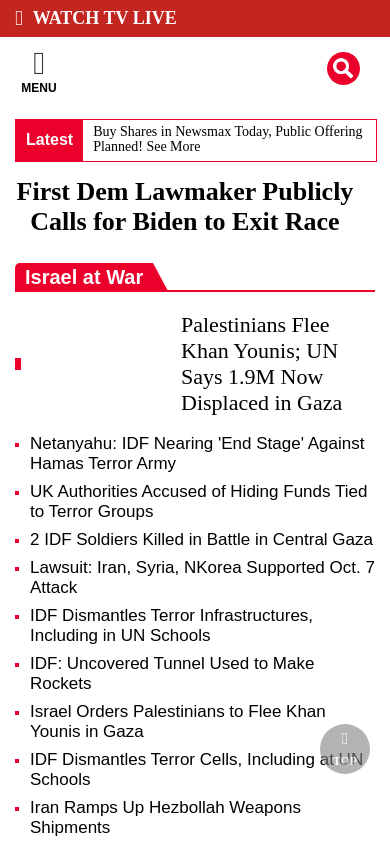 WATCH TV LIVE
MENU
Latest
Buy Shares in Newsmax Today, Public Offering
Planned! See More
First Dem Lawmaker Publicly
Calls for Biden to Exit Race
Israel at War
Palestinians Flee
Khan Younis; UN
Says 1.9M Now
Displaced in Gaza
Netanyahu: IDF Nearing 'End Stage' Against
Hamas Terror Army
UK Authorities Accused of Hiding Funds Tied
to Terror Groups
2 IDF Soldiers Killed in Battle in Central Gaza
Lawsuit: Iran, Syria, NKorea Supported Oct. 7
Attack
IDF Dismantles Terror Infrastructures,
Including in UN Schools
IDF: Uncovered Tunnel Used to Make
Rockets
Israel Orders Palestinians to Flee Khan
Younis in Gaza
IDF Dismantles Terror Cells, Including at UN
Schools
TOP
Iran Ramps Up Hezbollah Weapons
Shipments